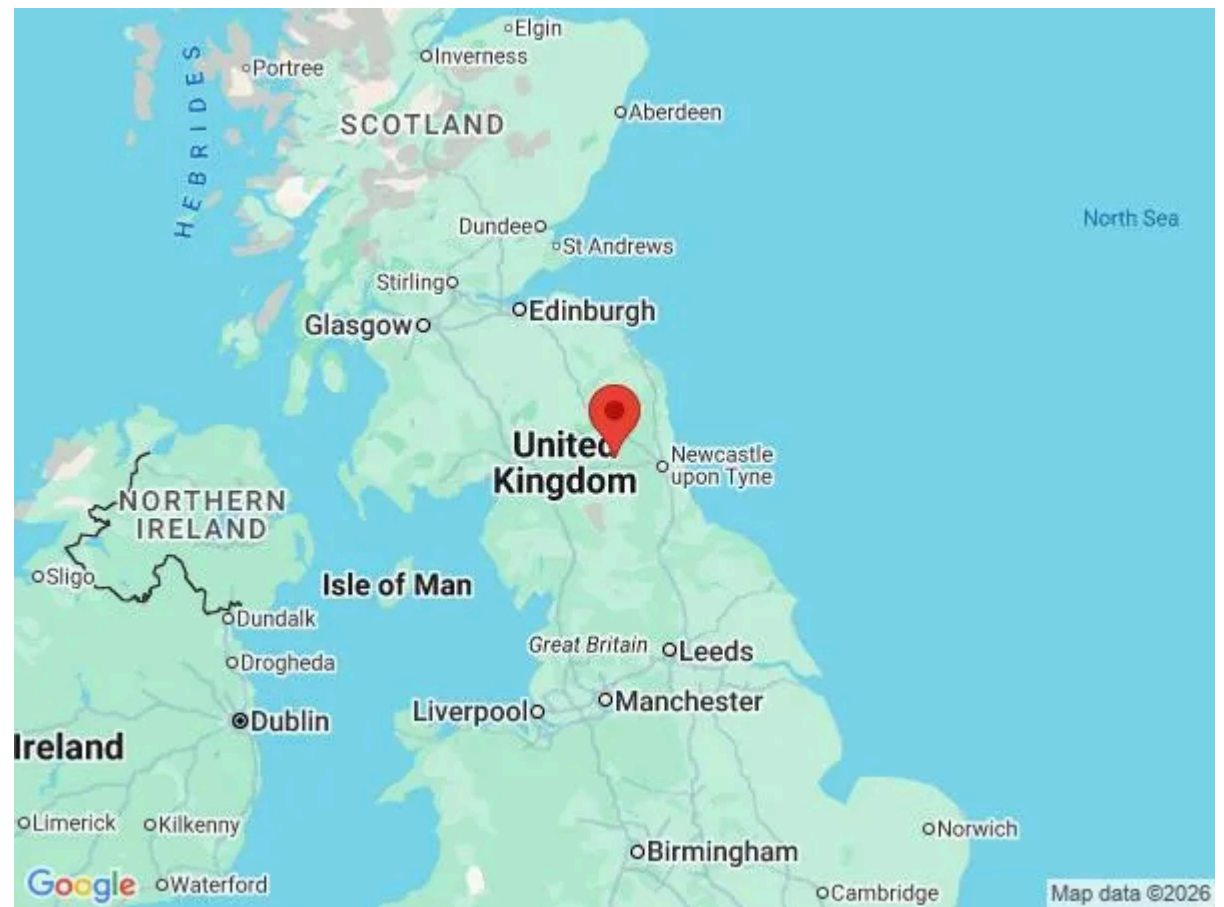 Elgin
Inverness
Portree
HEBRIDES
SCOTLAND
Aberdeen
North Sea
Dundee
St Andrews
Stirling
Edinburgh
Glasgow
United
Kingdom
Newcastle
upon Tyne
NORTHERN
IRELAND
Sligo
Isle of Man
Dundalk
Great Britain
Leeds
Drogheda
Manchester
Liverpool
Dublin
Ireland
Limerick
Kilkenny
Norwich
Birmingham
Google
Waterford
Cambridge
Map data ©2026